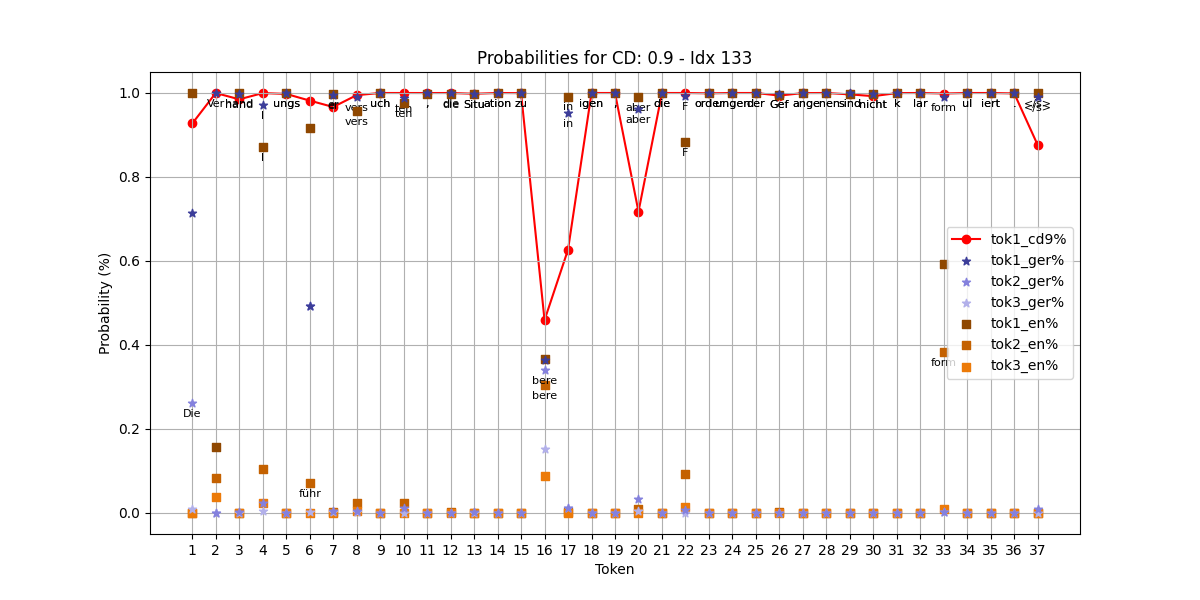 Probabilities for CD: 0.9 - Idx 133
Probability (%)
1.0
0.8
0.6
0.4
0.2
0.0
Ver hand ungs vers uch ten , die Situ ation zu in igen , aber die F order ungen der Gef angenen sind nicht k lar form ul iert . </s>
I
vers
ten
in
aber
I
F
tok1_cd9%
tok1_ger%
tok2_ger%
tok3_ger%
tok1_en%
tok2_en%
tok3_en%
form
bere
bere
Die
führ
1 2 3 4 5 6 7 8 9 10 11 12 13 14 15 16 17 18 19 20 21 22 23 24 25 26 27 28 29 30 31 32 33 34 35 36 37
Token